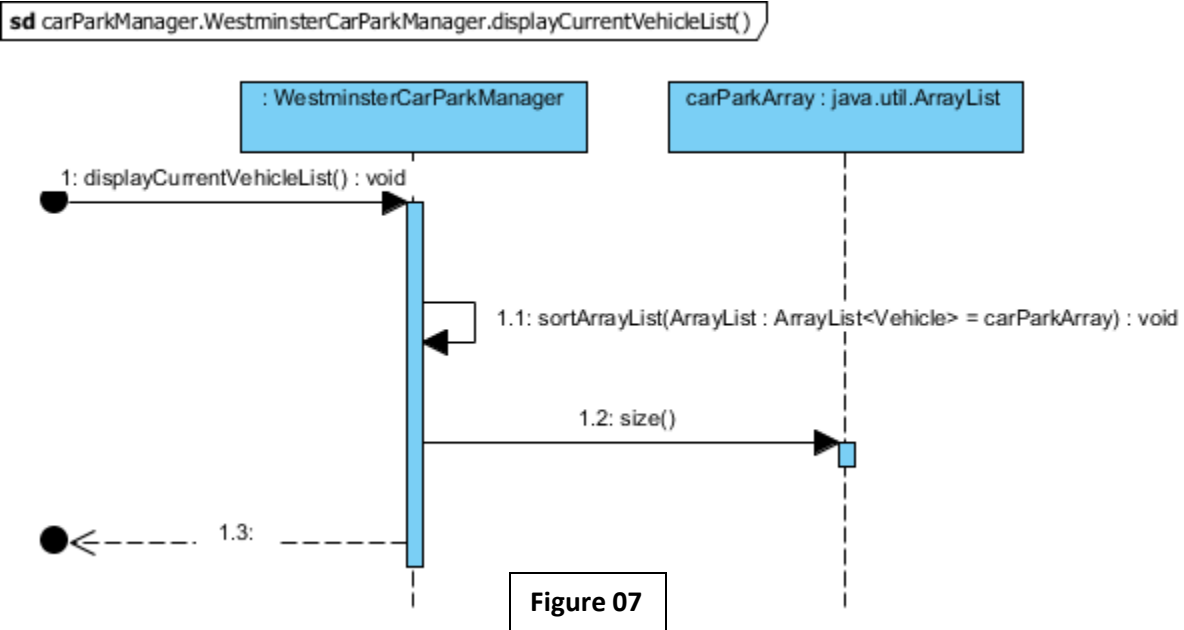 sd carParkManager.WestminsterCarParkManager.displayCurrentVehicleList()
: WestminsterCarParkManager
carParkArray : java.util.ArrayList
1: displayCurrentVehicleList() : void
1.1: sortArrayList(ArrayList : ArrayList<Vehicle> = carParkArray) : void
1.2: size()
1.3:
Figure 07